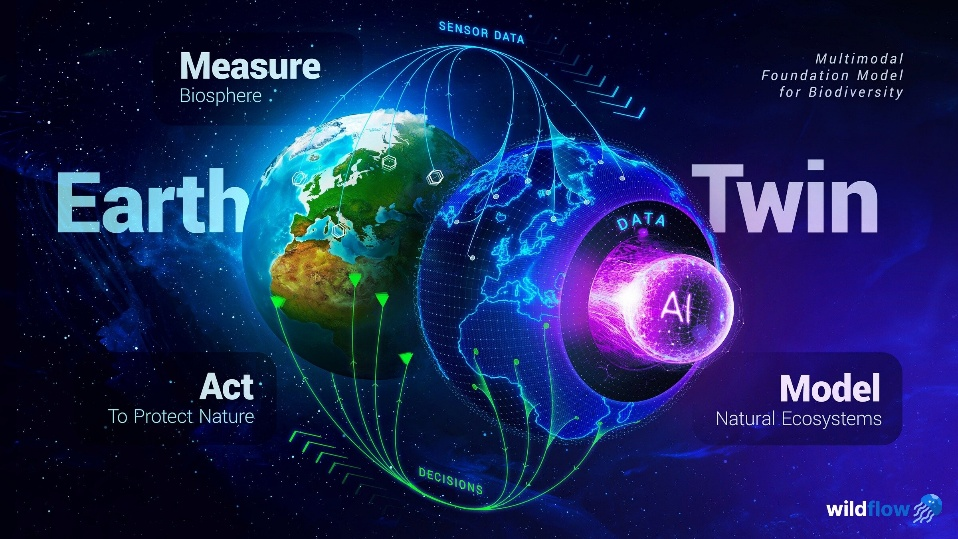 SENSOR DATA
Measure
Biosphere
Multimodal
Foundation Model
for Biodiversity
Earth
Twin
DATA
AI
Act
To Protect Nature
Model
Natural Ecosystems
DECISIONS
wildflow